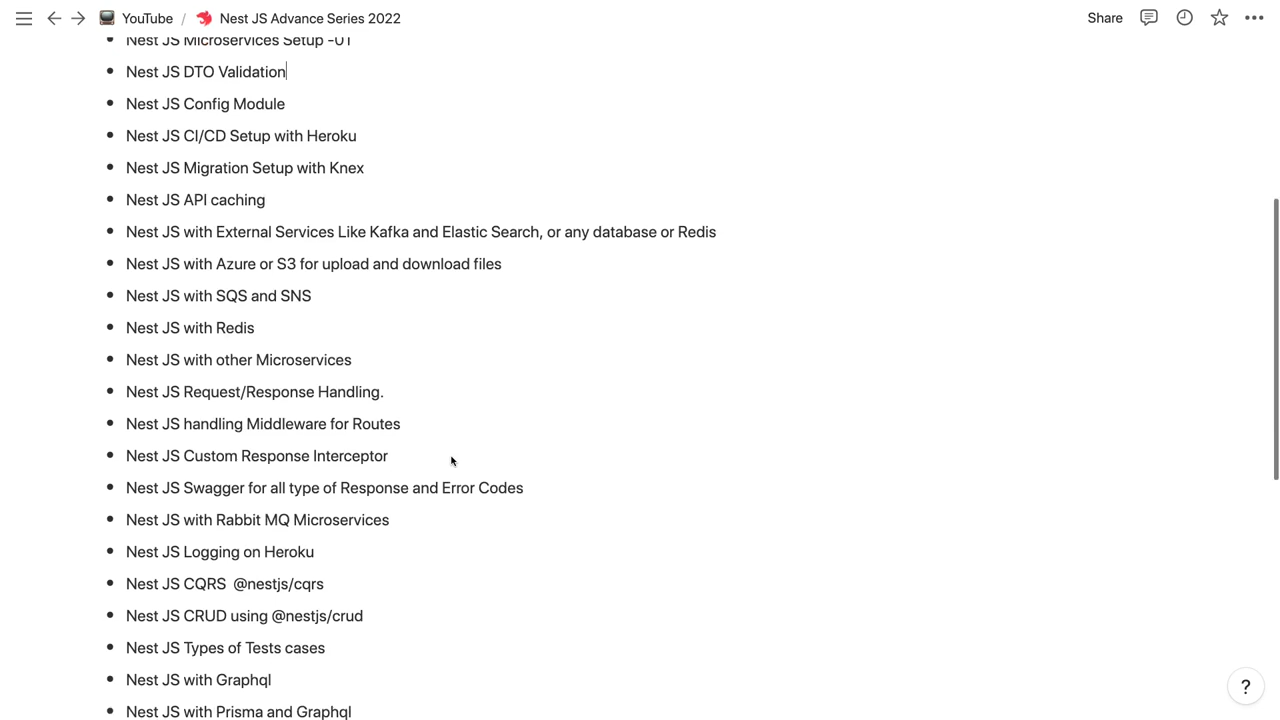 YouTube / Nest JS Advance Series 2022 Share
Nest JS Microservices Setup -01
Nest JS DTO Validation
Nest JS Config Module
Nest JS CI/CD Setup with Heroku
Nest JS Migration Setup with Knex
Nest JS API caching
Nest JS with External Services Like Kafka and Elastic Search, or any database or Redis
Nest JS with Azure or S3 for upload and download files
Nest JS with SQS and SNS
Nest JS with Redis
Nest JS with other Microservices
Nest JS Request/Response Handling.
Nest JS handling Middleware for Routes
Nest JS Custom Response Interceptor
Nest JS Swagger for all type of Response and Error Codes
Nest JS with Rabbit MQ Microservices
Nest JS Logging on Heroku
Nest JS CQRS  @nestjs/cqrs
Nest JS CRUD using @nestjs/crud
Nest JS Types of Tests cases
Nest JS with Graphql
Nest JS with Prisma and Graphql
?